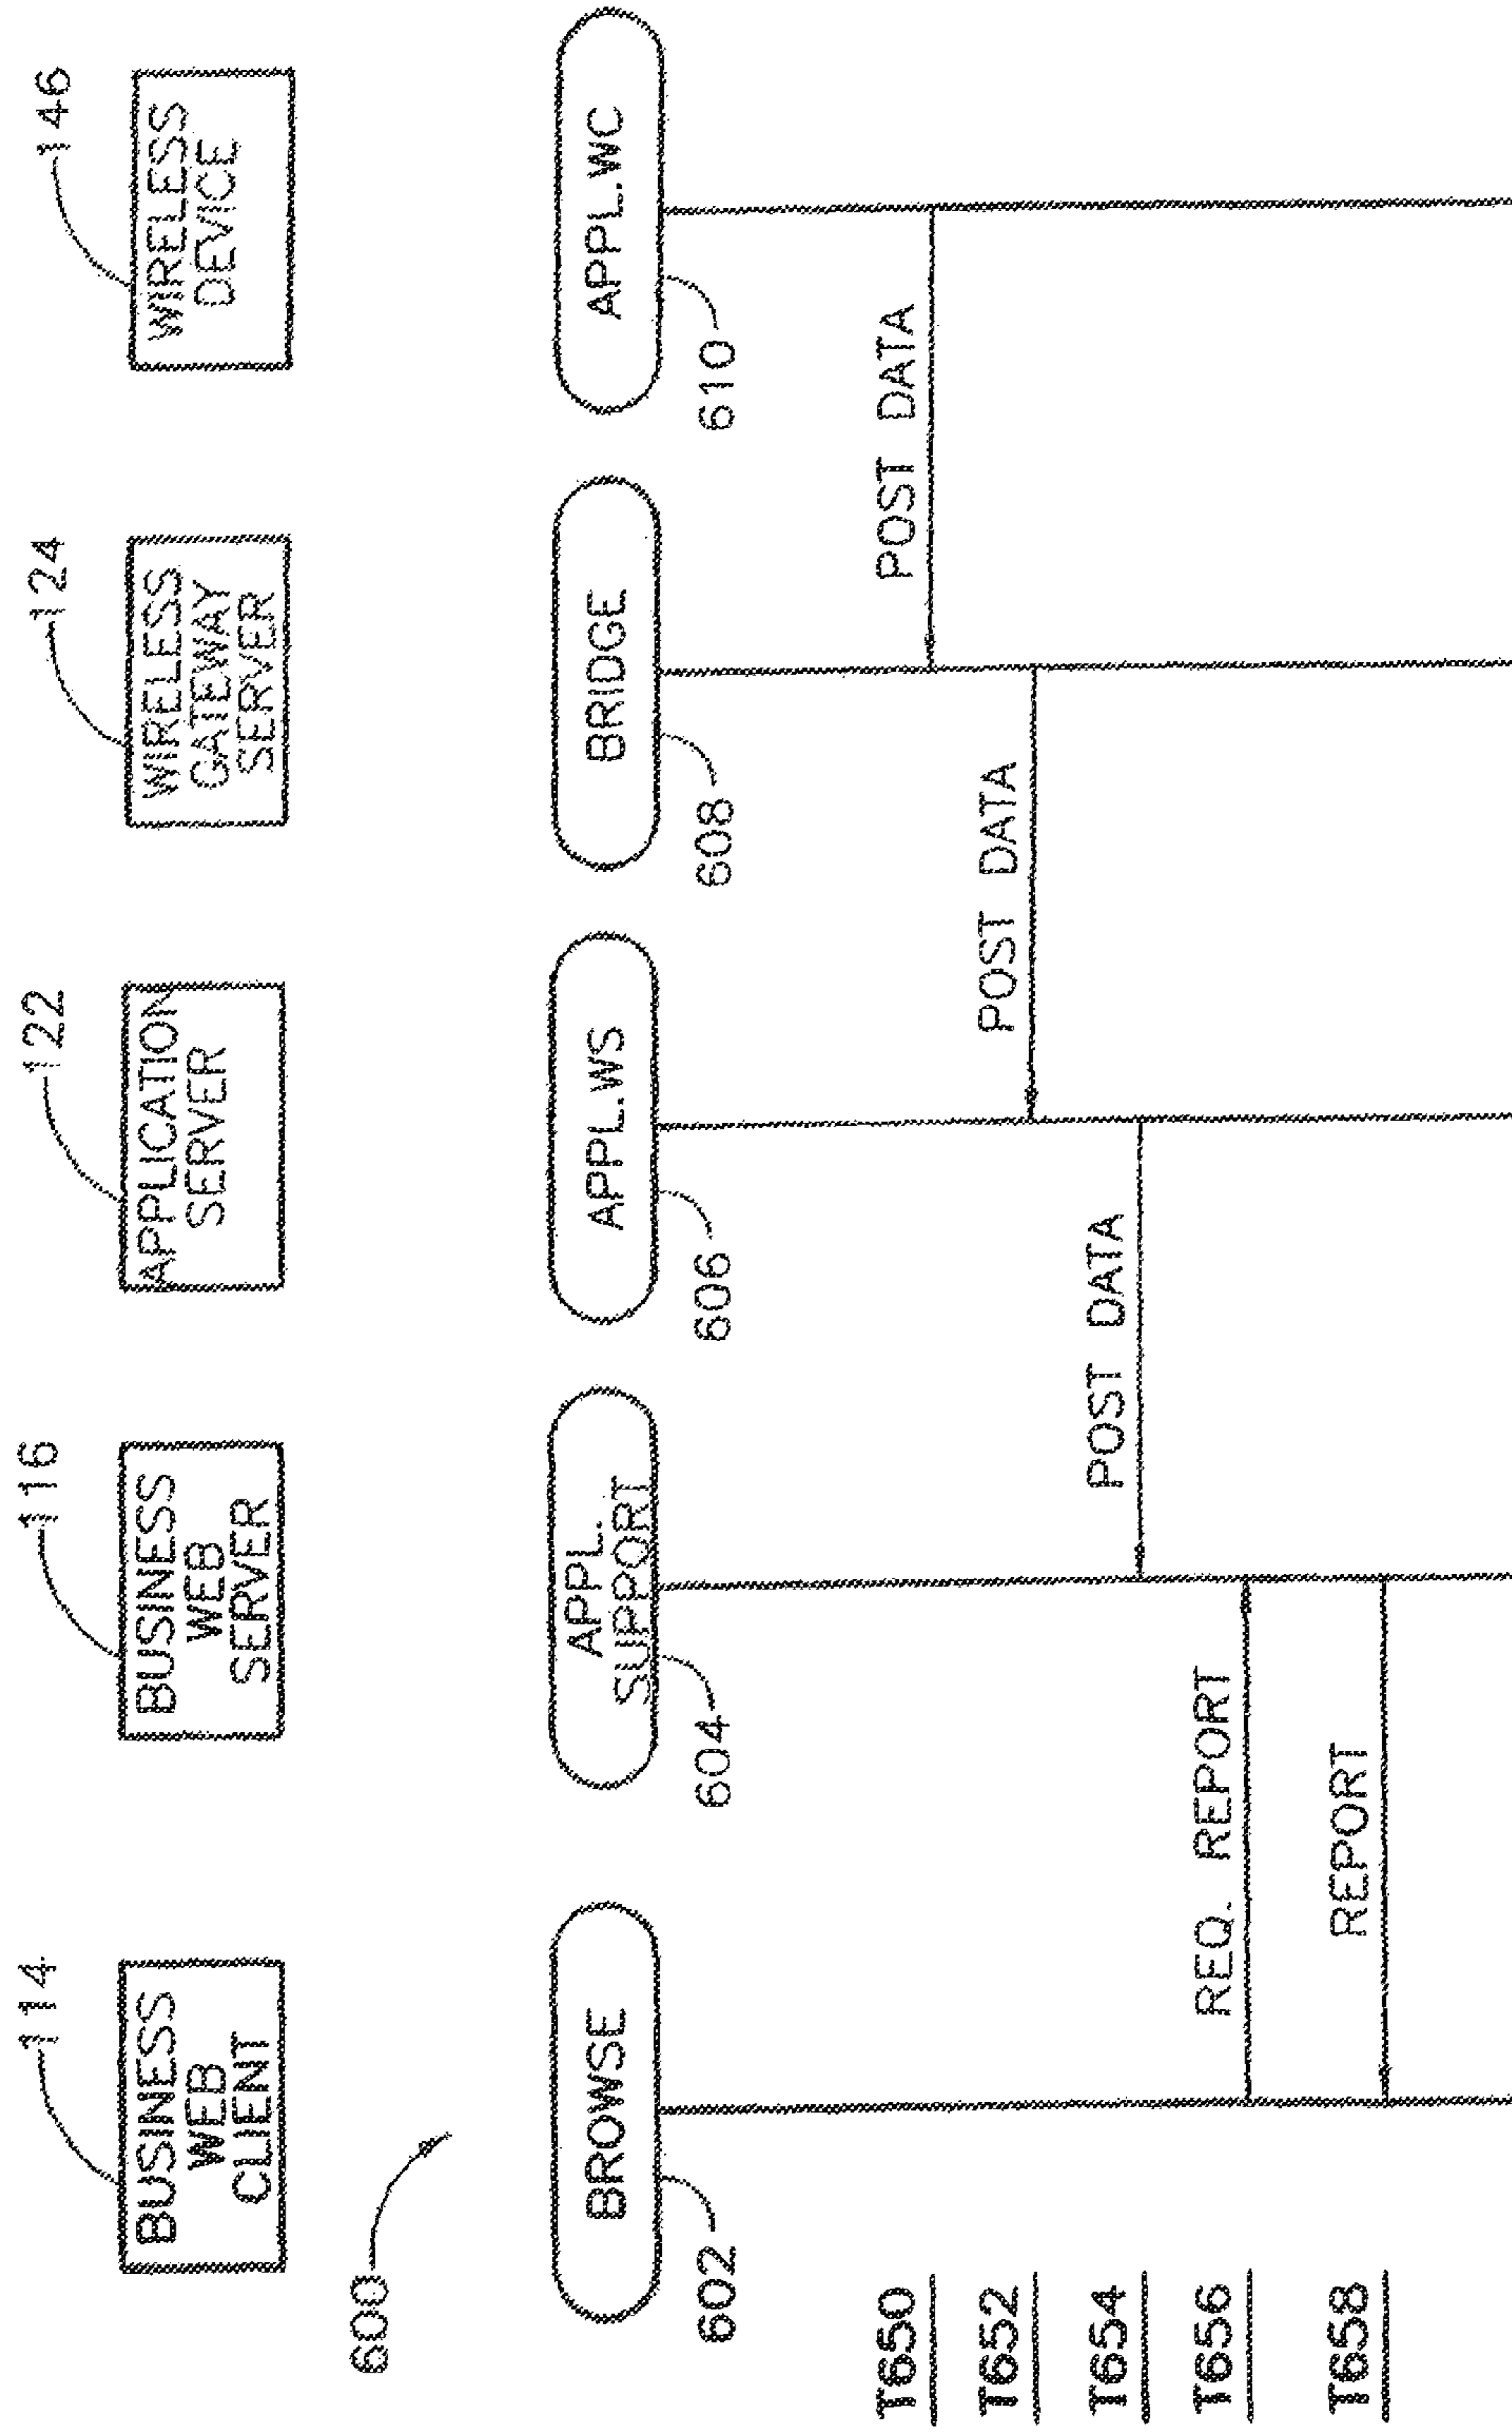 114
116
122
124
146
BUSINESS
WEB
CLIENT
BUSINESS
WEB
SERVER
APPLICATION
SERVER
WIRELESS
GATEWAY
SERVER
WIRELESS
DEVICE
600
BROWSE
APPL.
SUPPORT
APPL.WS
BRIDGE
APPL.WC
602
604
606
608
610
T650
POST DATA
T652
POST DATA
T654
POST DATA
T656
REQ. REPORT
T658
REPORT